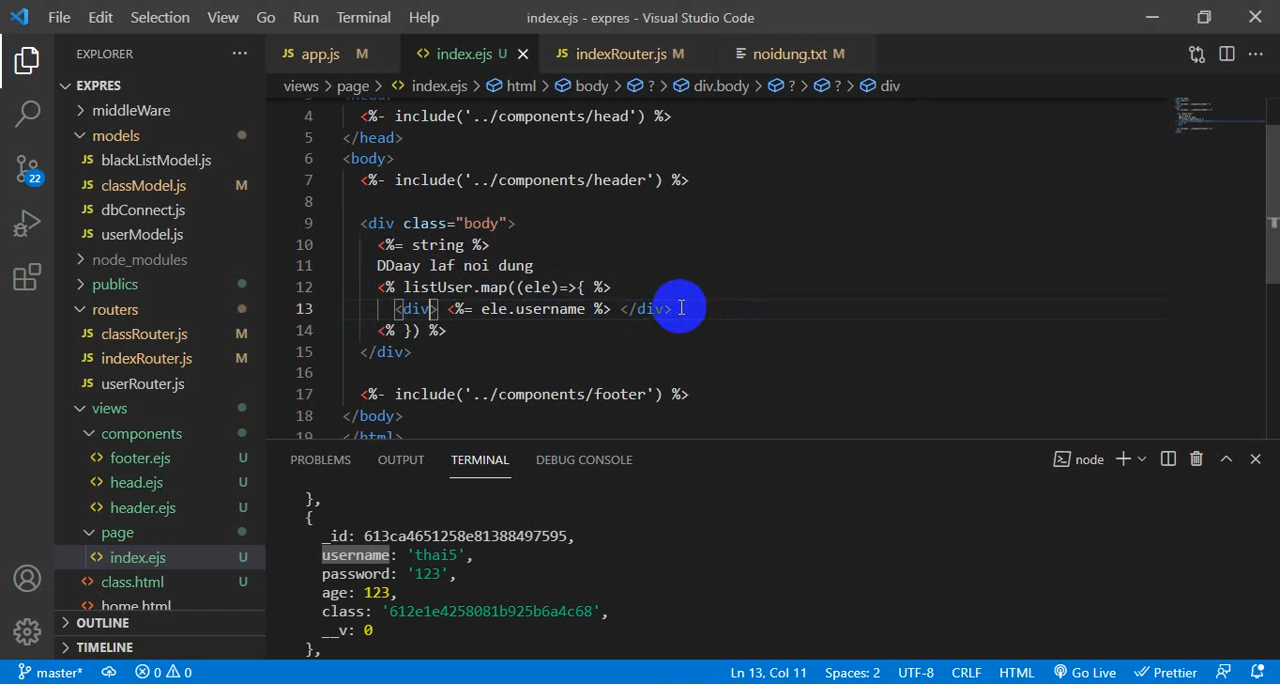 File Edit Selection View Go Run Terminal Help index.ejs - expres - Visual Studio Code
EXPLORER
app.js M index.ejs U indexRouter.js M noidung.txt M
views > page > index.ejs > html > body > ? > div.body > ? > ? > div
EXPRES
middleWare
models
blackListModel.js
classModel.js M
dbConnect.js
userModel.js
node_modules
publics
routers
classRouter.js M
indexRouter.js M
userRouter.js
views
components
footer.ejs U
head.ejs U
header.ejs U
page
index.ejs U
class.html U
home.html
OUTLINE
TIMELINE
22
4 <%- include('../components/head') %>
5 </head>
6 <body>
7 <%- include('../components/header') %>
8
9 <div class="body">
10 <%= string %>
11 DDaay laf noi dung
12 <% listUser.map((ele)=>{ %>
13 <div> <%= ele.username %> </div>
14 <% }) %>
15 </div>
16
17 <%- include('../components/footer') %>
18 </body>
19 </html>
PROBLEMS OUTPUT TERMINAL DEBUG CONSOLE node
},
{
_id: 613ca4651258e81388497595,
username: 'thai5',
password: '123',
age: 123,
class: '612e1e4258081b925b6a4c68',
__v: 0
},
master* 0 0 Ln 13, Col 11 Spaces: 2 UTF-8 CRLF HTML Go Live Prettier